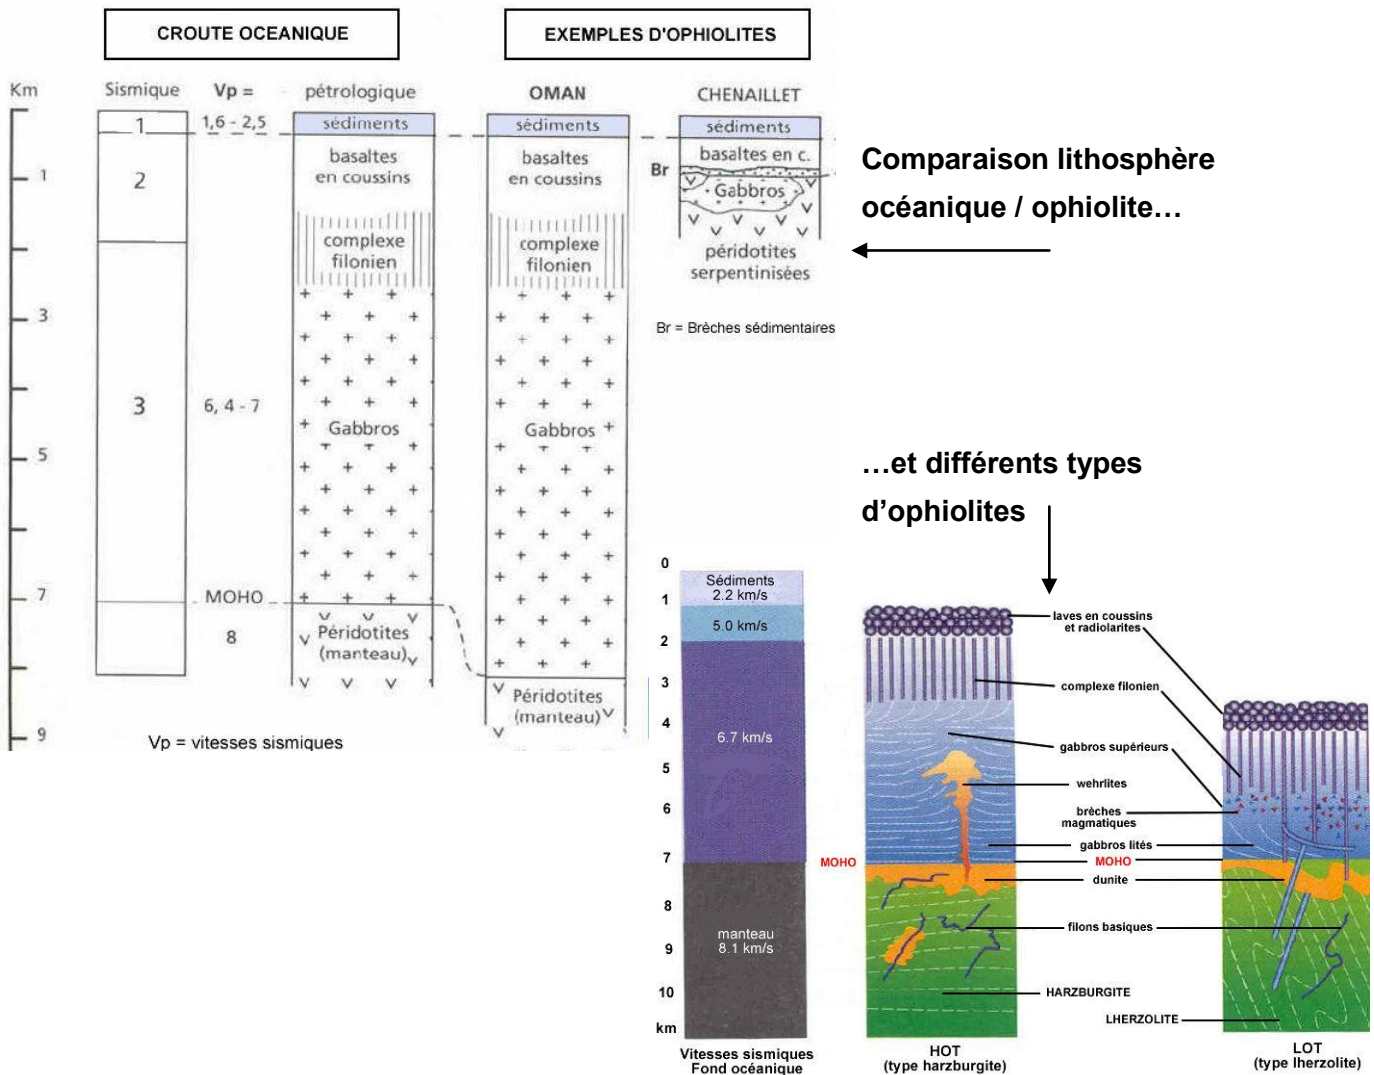 CROUTE OCEANIQUE
EXEMPLES D'OPHIOLITES
Km
Sismique
Vp =
pétrologique
OMAN
CHENAILLET
1
1,6 - 2,5
sédiments
sédiments
sédiments
basaltes
en coussins
basaltes
en coussins
basaltes en c.
Br
Gabbros
1
2
complexe
filonien
complexe
filonien
péridotites
serpentinisées
3
Br = Brèches sédimentaires
3
6, 4 - 7
Gabbros
Gabbros
5
7
MOHO
8
Péridotites
(manteau)
Péridotites
(manteau)
9
Vp = vitesses sismiques
Comparaison lithosphère
océanique / ophiolite…
…et différents types
d’ophiolites
0
1
2
3
4
5
6
7
8
9
10
km
Sédiments
2.2 km/s
5.0 km/s
6.7 km/s
manteau
8.1 km/s
Vitesses sismiques
Fond océanique
MOHO
laves en coussins
et radiolarites
complexe filonien
gabbros supérieurs
wehrlites
brèches
magmatiques
gabbros lités
MOHO
dunite
filons basiques
HARZBURGITE
LHERZOLITE
HOT
(type harzburgite)
LOT
(type lherzolite)